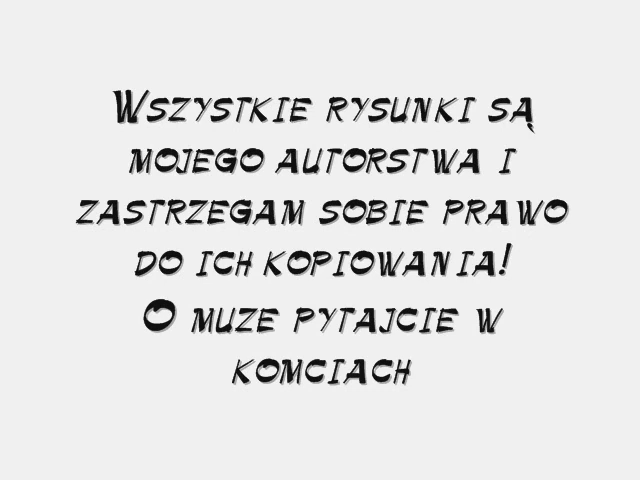 Wszystkie rysunki są
mojego autorstwa i
zastrzegam sobie prawo
do ich kopiowania!
O muze pytajcie w
komciach